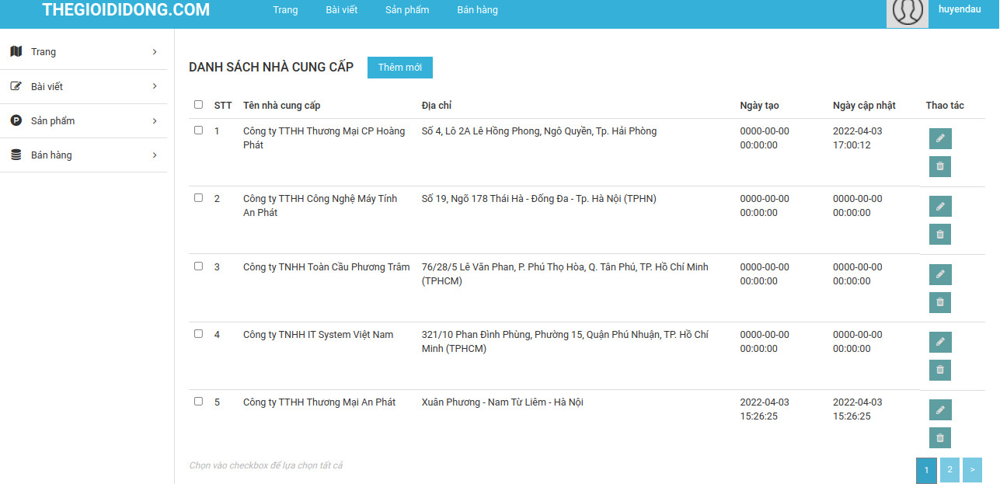 THEGIOIDIDONG.COM
Trang Bài viết Sản phẩm Bán hàng
huyendau
Trang
Bài viết
Sản phẩm
Bán hàng
DANH SÁCH NHÀ CUNG CẤP Thêm mới
STT Tên nhà cung cấp Địa chỉ Ngày tạo Ngày cập nhật Thao tác
1 Công ty TTHH Thương Mại CP Hoàng Số 4, Lô 2A Lê Hồng Phong, Ngô Quyền, Tp. Hải Phòng 0000-00-00 2022-04-03
Phát 00:00:00 17:00:12
2 Công ty TTHH Công Nghệ Máy Tính Số 19, Ngõ 178 Thái Hà - Đống Đa - Tp. Hà Nội (TPHN) 0000-00-00 0000-00-00
An Phát 00:00:00 00:00:00
3 Công ty TNHH Toàn Cầu Phương Trâm 76/28/5 Lê Văn Phan, P. Phú Thọ Hòa, Q. Tân Phú, TP. Hồ Chí Minh 0000-00-00 0000-00-00
(TPHCM) 00:00:00 00:00:00
4 Công ty TNHH IT System Việt Nam 321/10 Phan Đình Phùng, Phường 15, Quận Phú Nhuận, TP. Hồ Chí 0000-00-00 0000-00-00
Minh (TPHCM) 00:00:00 00:00:00
5 Công ty TTHH Thương Mại An Phát Xuân Phương - Nam Từ Liêm - Hà Nội 2022-04-03 2022-04-03
15:26:25 15:26:25
Chọn vào checkbox để lựa chọn tất cả
1 2 >